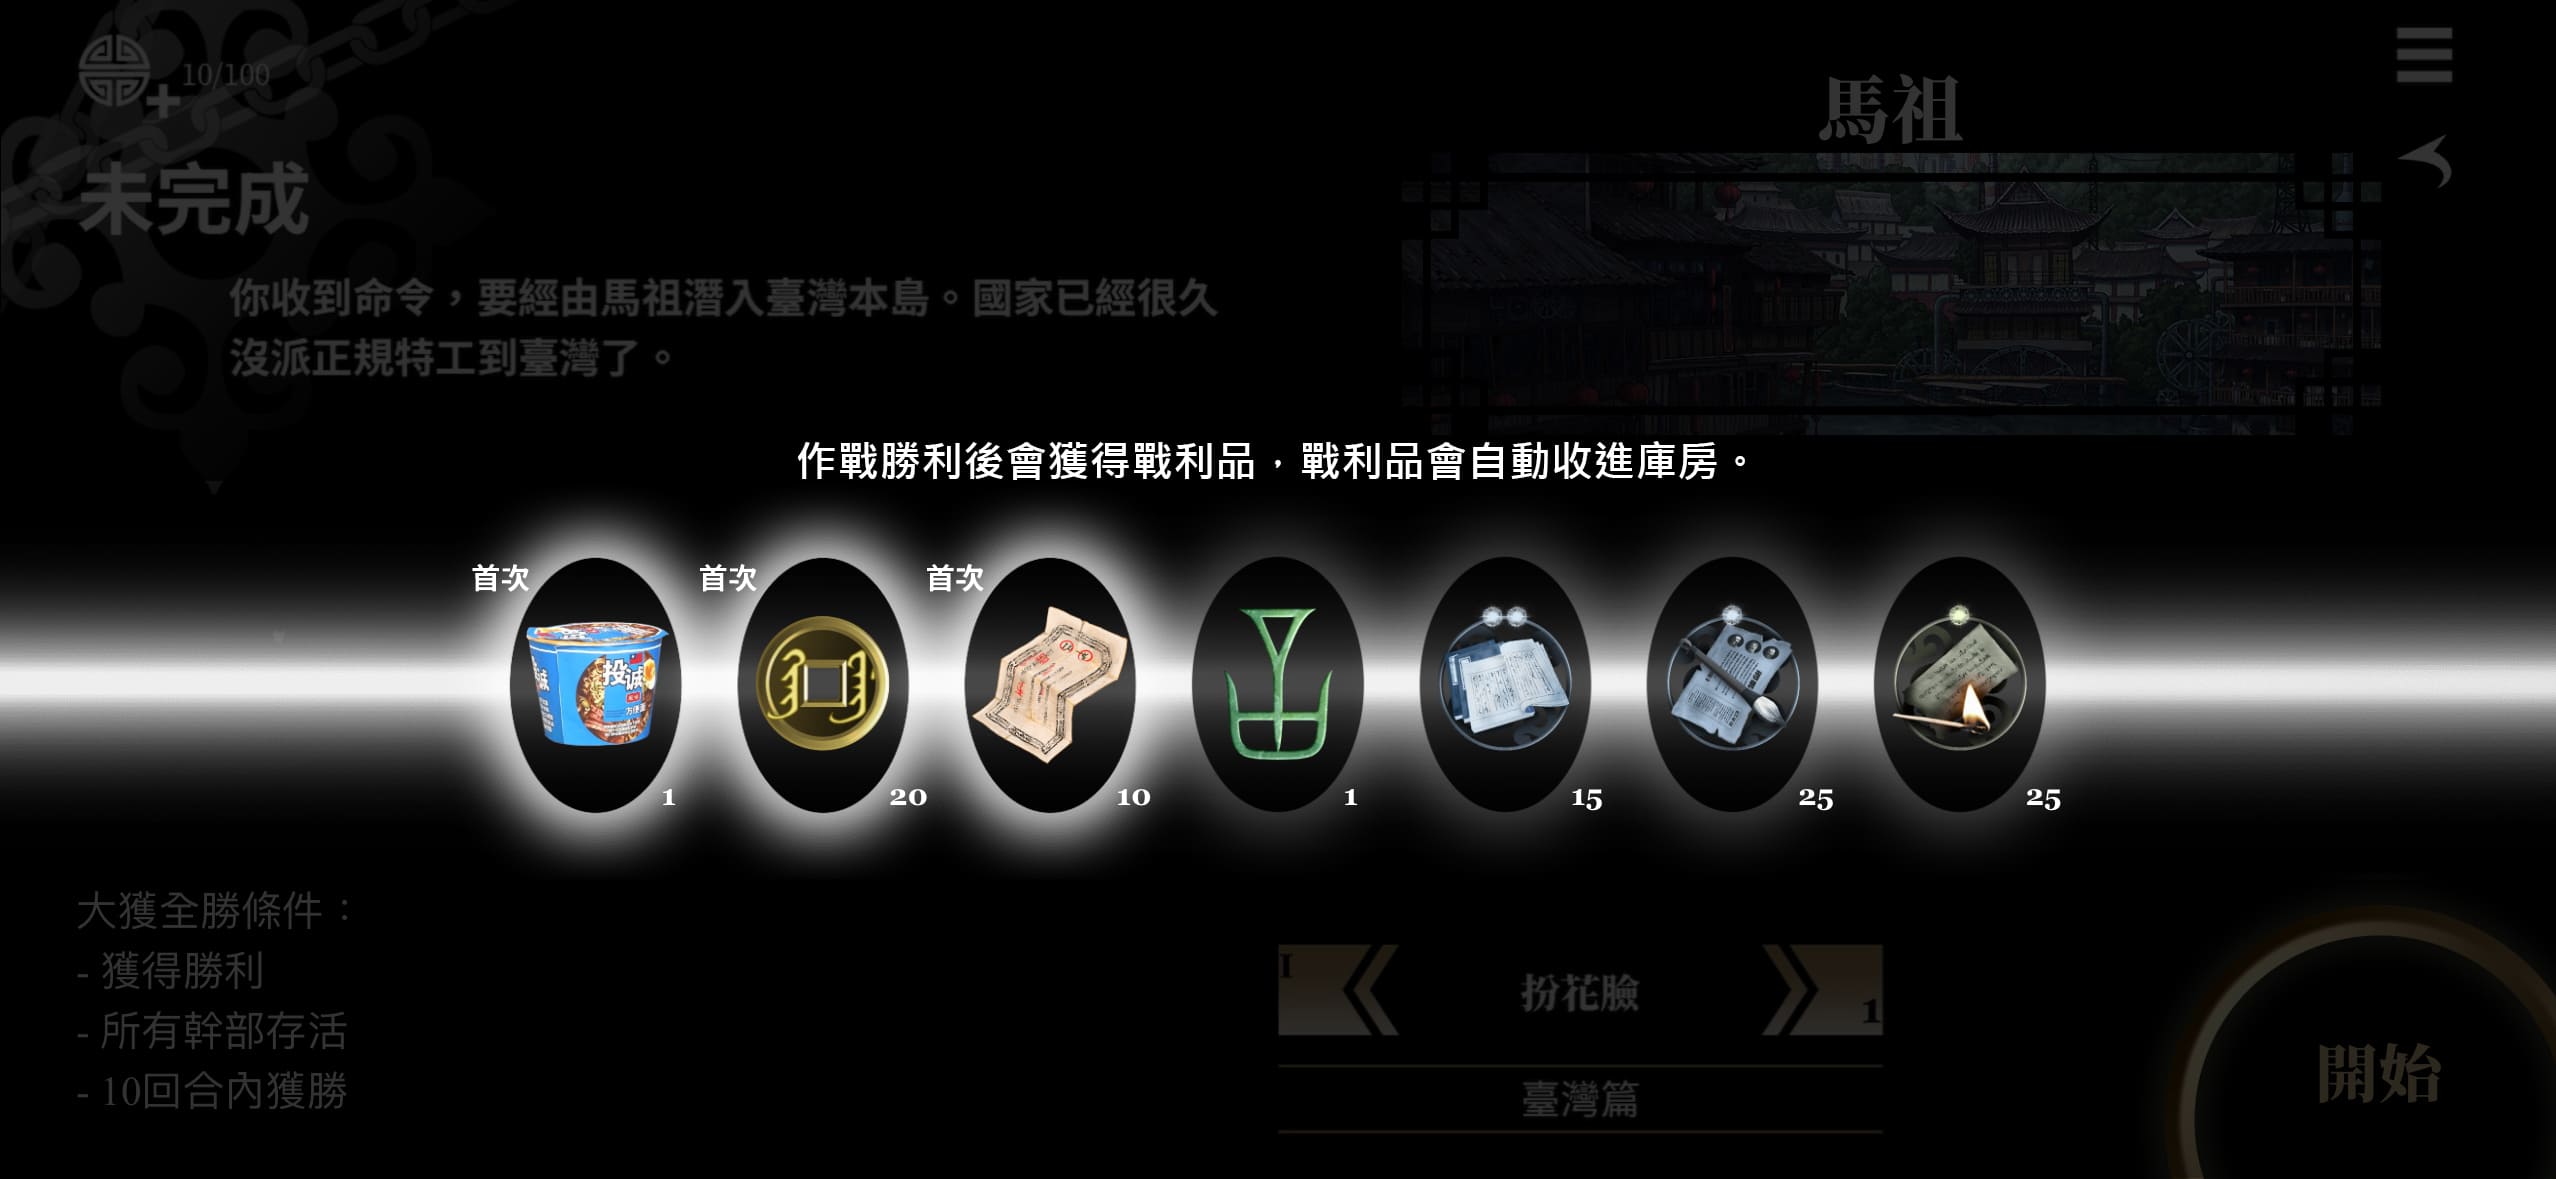 10/100
馬祖
未完成
你收到命令，要經由馬祖潛入臺灣本島。國家已經很久
沒派正規特工到臺灣了。
作戰勝利後會獲得戰利品，戰利品會自動收進庫房。
首次
首次
首次
投誠
方便
1
20
10
1
15
25
25
大獲全勝條件：
- 獲得勝利
- 所有幹部存活
- 10回合內獲勝
I
扮花臉
1
臺灣篇
開始